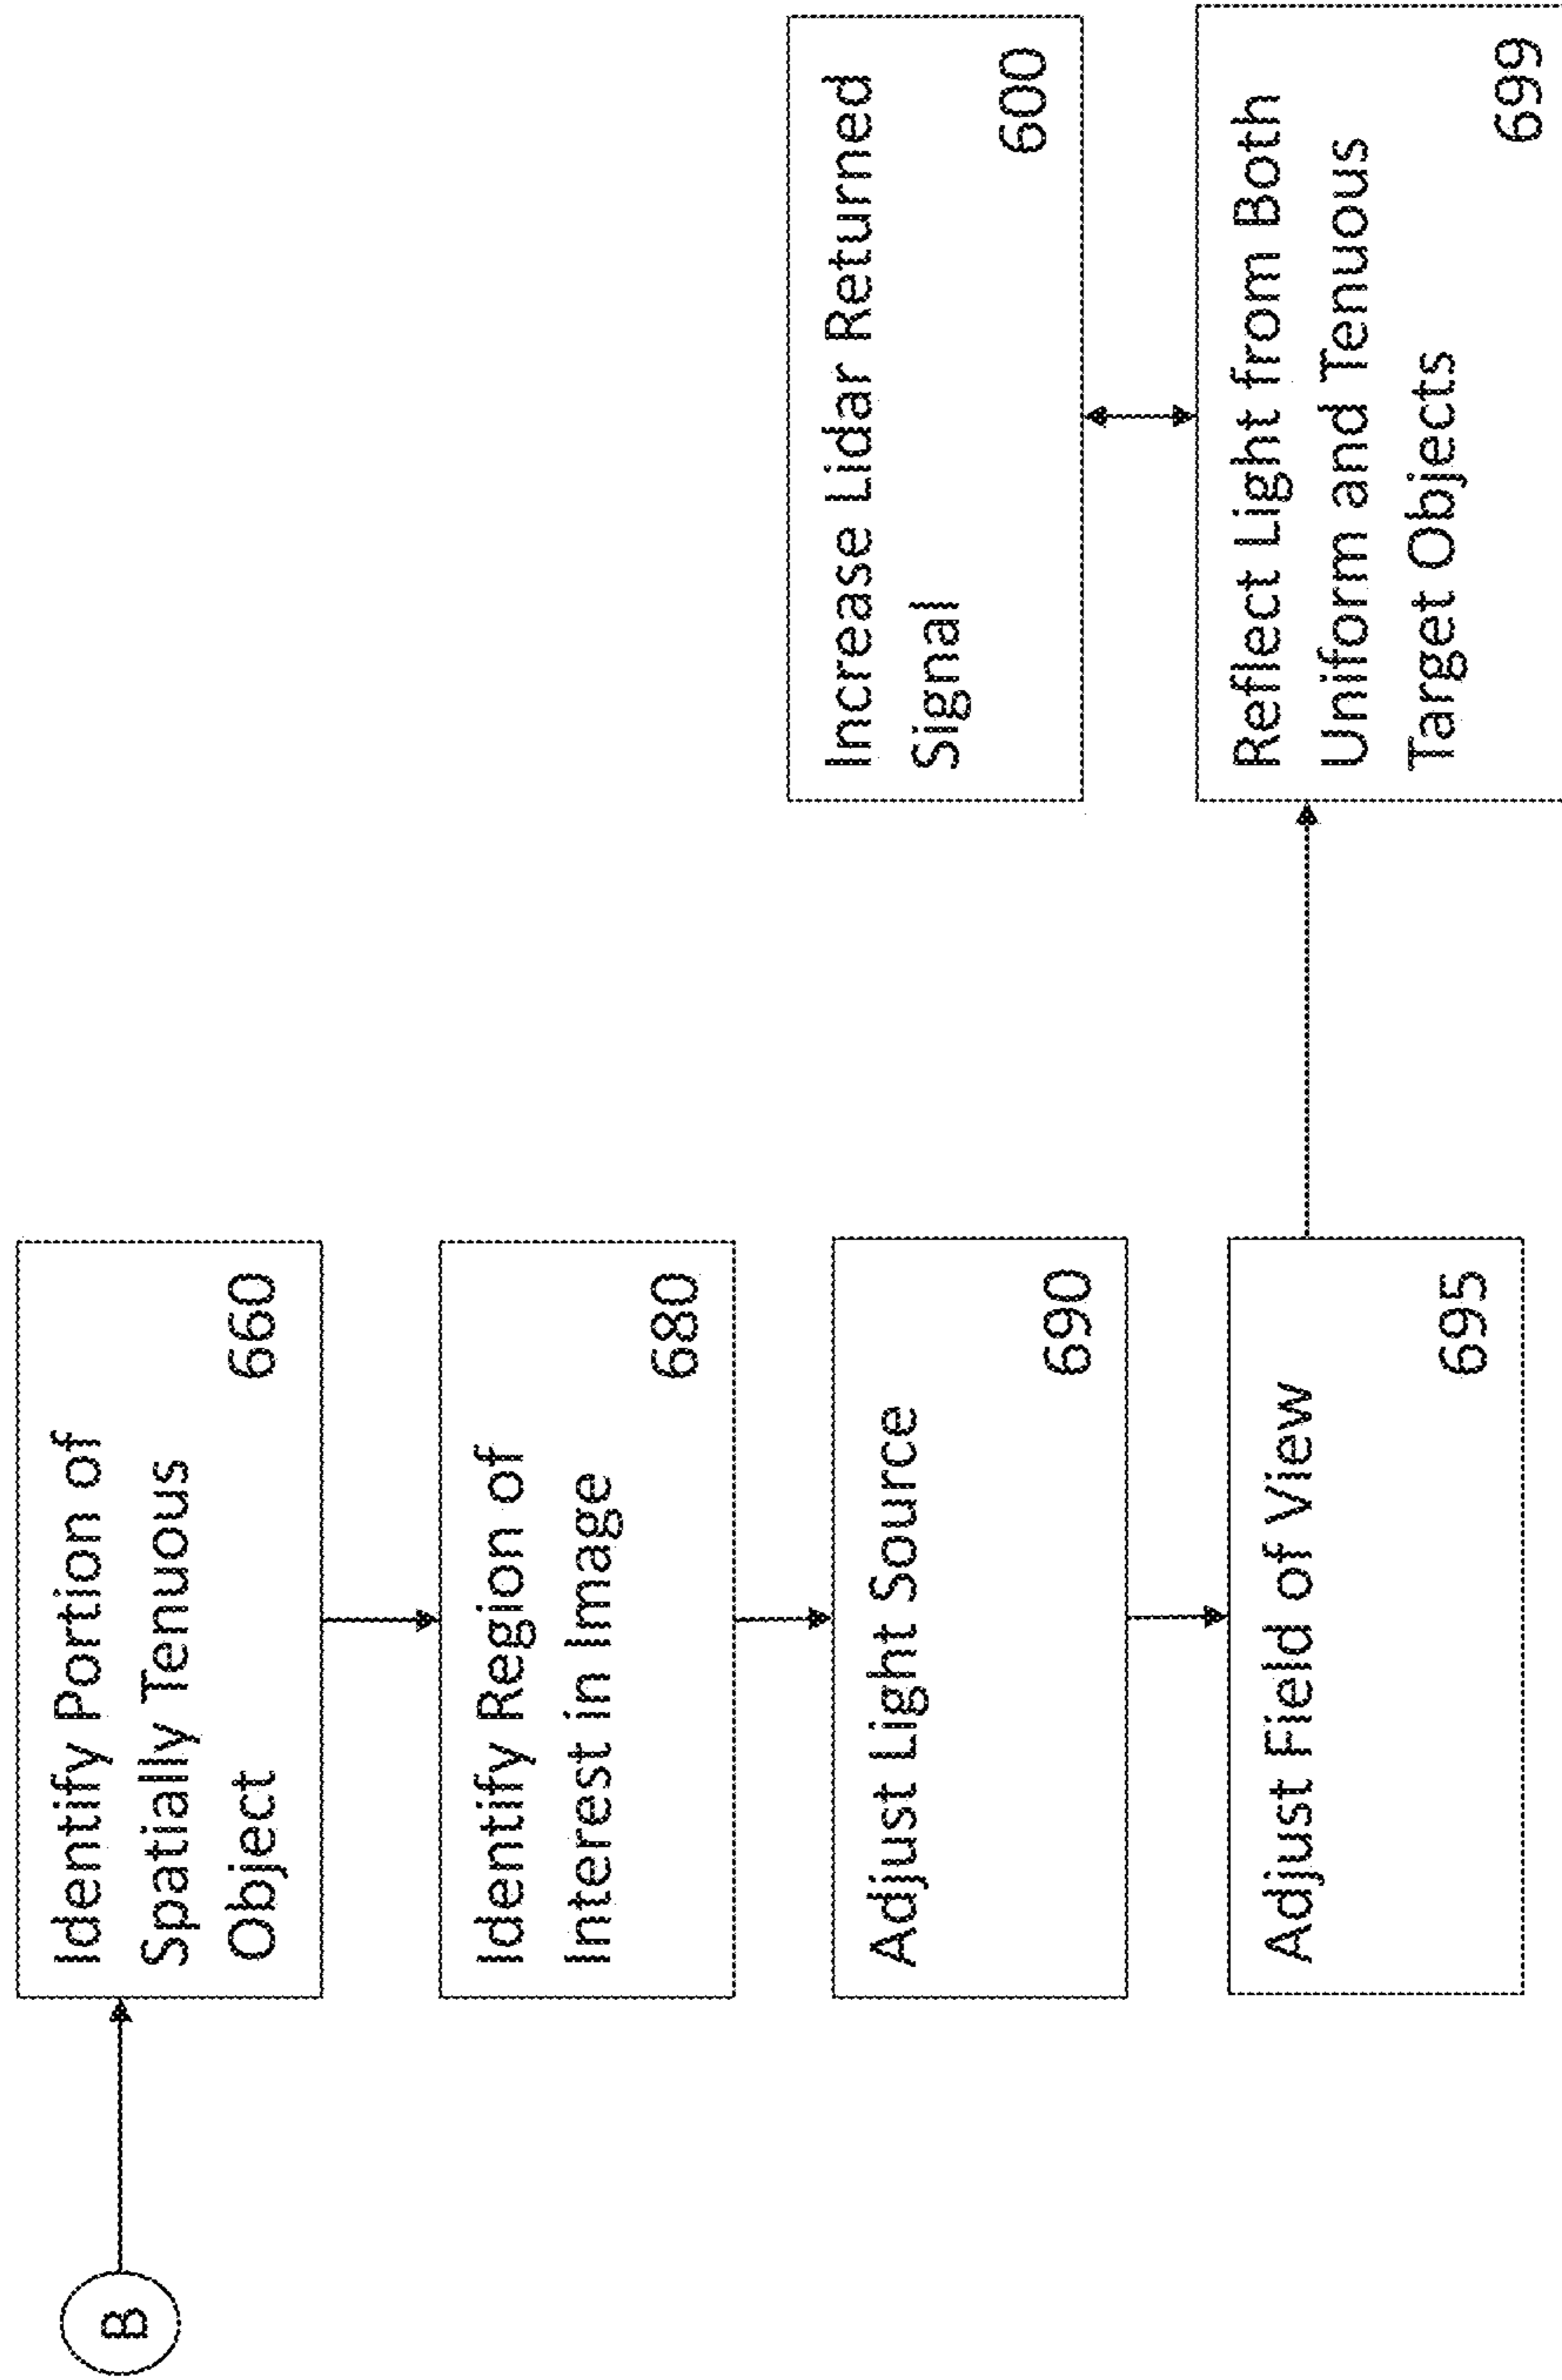 B
Identify Portion of
Spatially Tenuous
Object
660
Identify Region of
Interest in Image
680
Adjust Light Source
690
Adjust Field of View
695
Increase Lidar Returned
Signal
600
Reflect Light from Both
Uniform and Tenuous
Target Objects
699